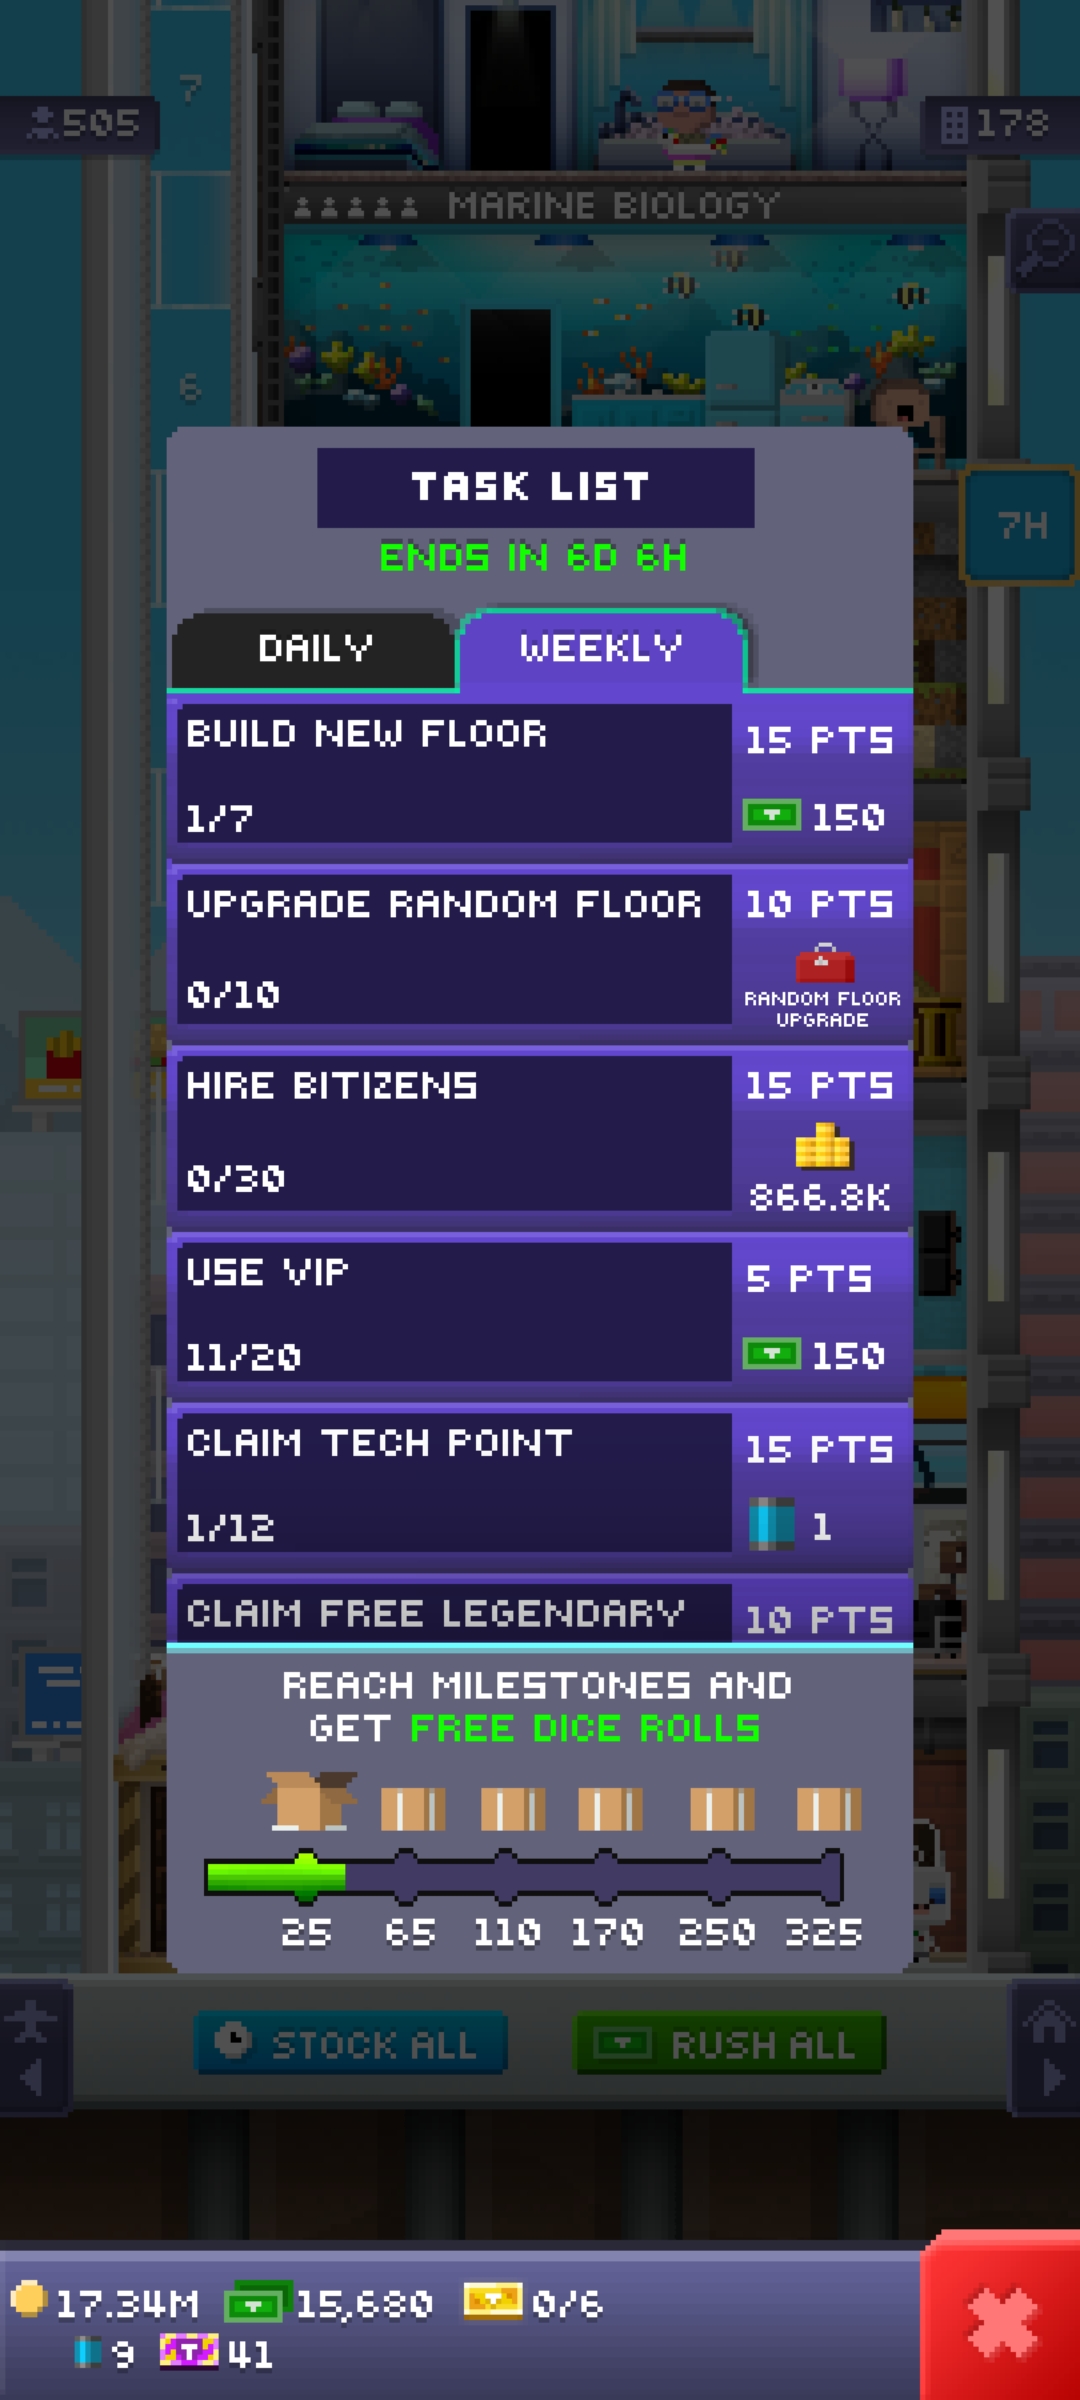 7
505
178
MARINE BIOLOGY
6
TASK LIST
7H
ENDS IN 6D 6H
DAILY
WEEKLY
BUILD NEW FLOOR
15 PTS
1/7
150
UPGRADE RANDOM FLOOR
10 PTS
0/10
RANDOM FLOOR
UPGRADE
HIRE BITIZENS
15 PTS
0/30
866.8K
USE VIP
5 PTS
11/20
150
CLAIM TECH POINT
15 PTS
1/12
1
CLAIM FREE LEGENDARY
10 PTS
REACH MILESTONES AND
GET FREE DICE ROLLS
25 65 110 170 250 325
STOCK ALL
RUSH ALL
17.34M 15,680 0/6
9 41